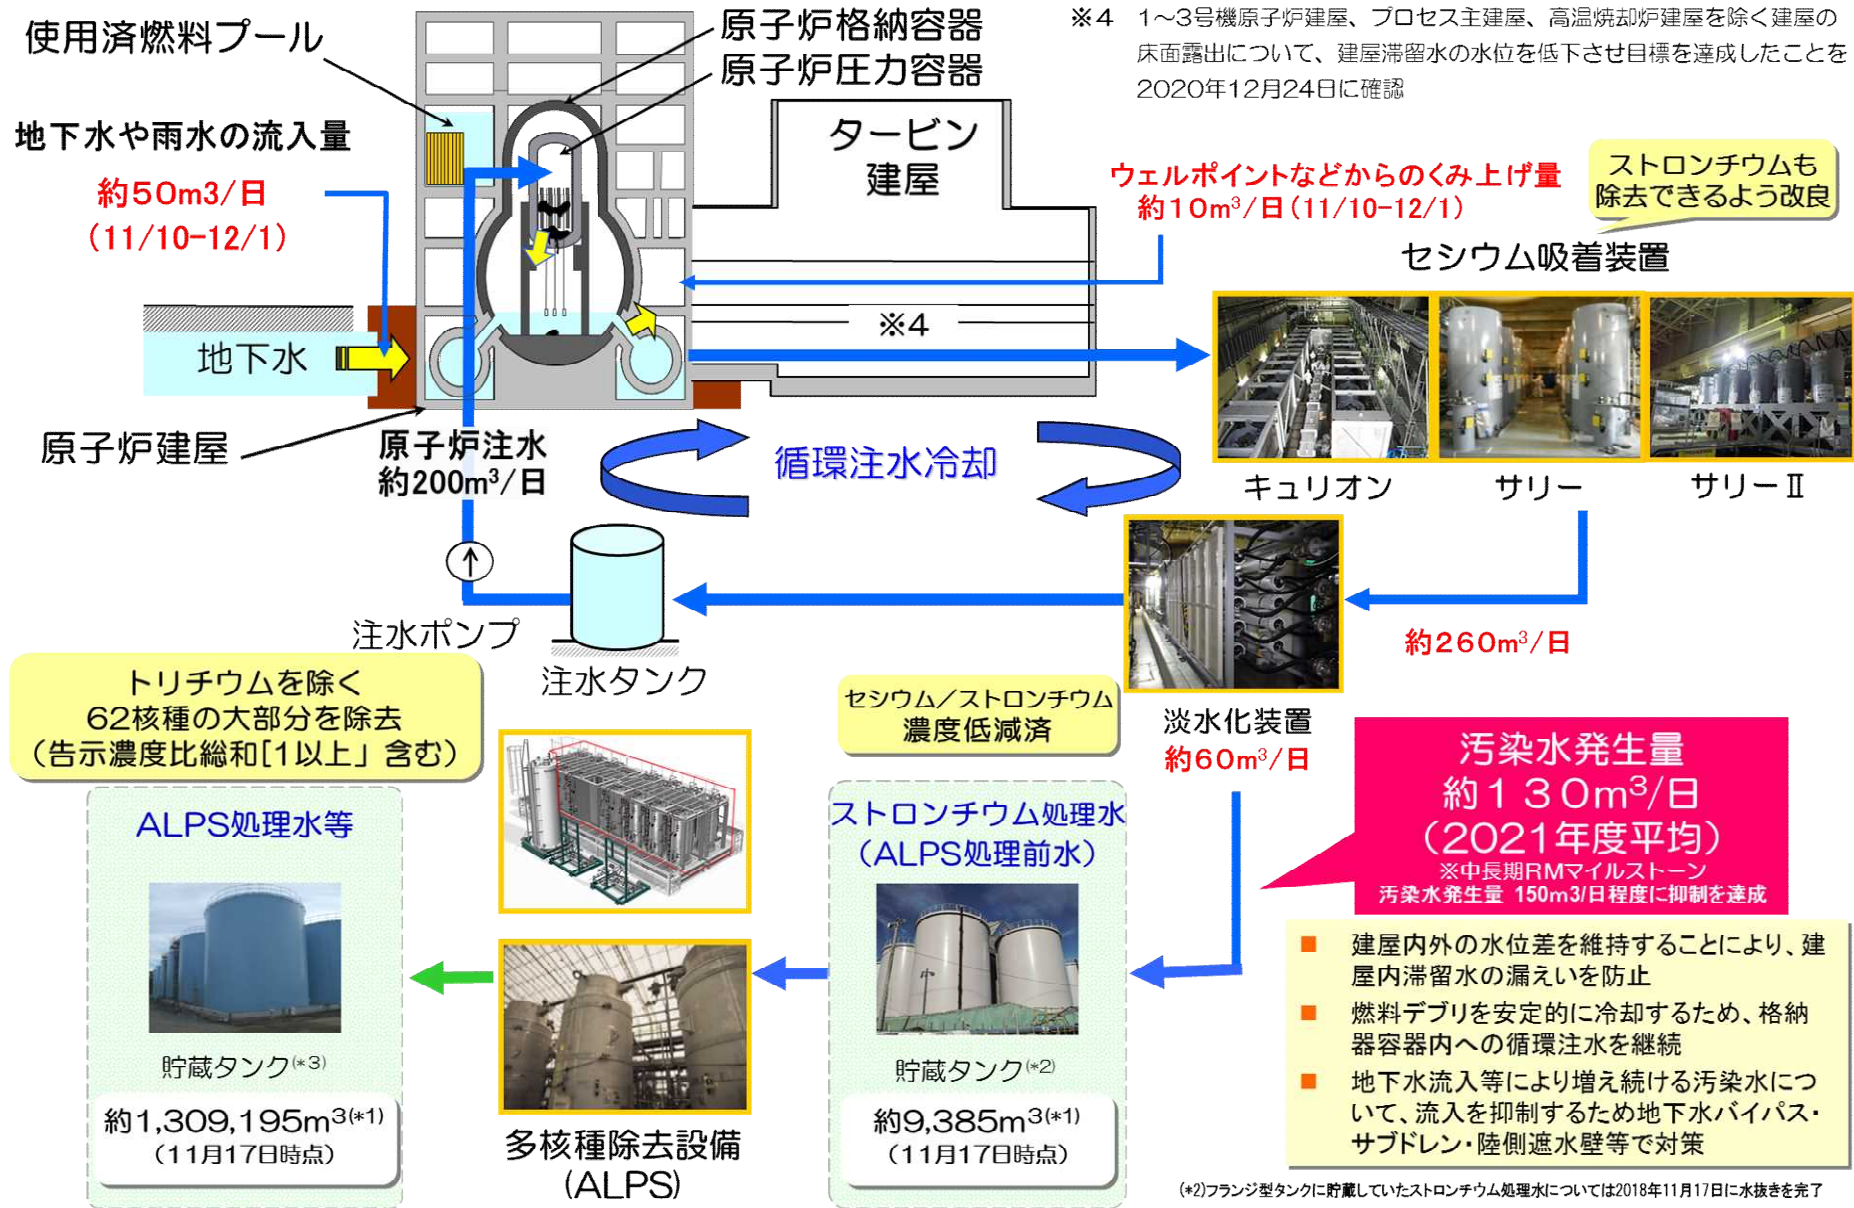 使用済燃料プール
原子炉格納容器
原子炉圧力容器
※4　1～3号機原子炉建屋、プロセス主建屋、高温焼却炉建屋を除く建屋の
床面露出について、建屋滞留水の水位を低下させ目標を達成したことを
2020年12月24日に確認
地下水や雨水の流入量
約50m3/日
（11/10-12/1）
タービン
建屋
ウェルポイントなどからのくみ上げ量
約10m³/日（11/10-12/1）
ストロンチウムも
除去できるよう改良
セシウム吸着装置
※4
地下水
原子炉建屋
原子炉注水
約200m³/日
循環注水冷却
キュリオン
サリー
サリーⅡ
注水ポンプ
注水タンク
約260m³/日
淡水化装置
約60m³/日
トリチウムを除く
62核種の大部分を除去
（告示濃度比総和[1以上」含む）
セシウム／ストロンチウム
濃度低減済
汚染水発生量
約130m³/日
（2021年度平均）
※中長期RMマイルストーン
汚染水発生量 150m3/日程度に抑制を達成
ALPS処理水等
貯蔵タンク(*3)
約1,309,195m³(*1)
（11月17日時点）
多核種除去設備
(ALPS)
ストロンチウム処理水
（ALPS処理前水）
貯蔵タンク(*2)
約9,385m³(*1)
（11月17日時点）
■ 建屋内外の水位差を維持することにより、建
屋内滞留水の漏えいを防止
■ 燃料デブリを安定的に冷却するため、格納
器容器内への循環注水を継続
■ 地下水流入等により増え続ける汚染水につ
いて、流入を抑制するため地下水バイパス・
サブドレン・陸側遮水壁等で対策
(*2)フランジ型タンクに貯蔵していたストロンチウム処理水については2018年11月17日に水抜きを完了